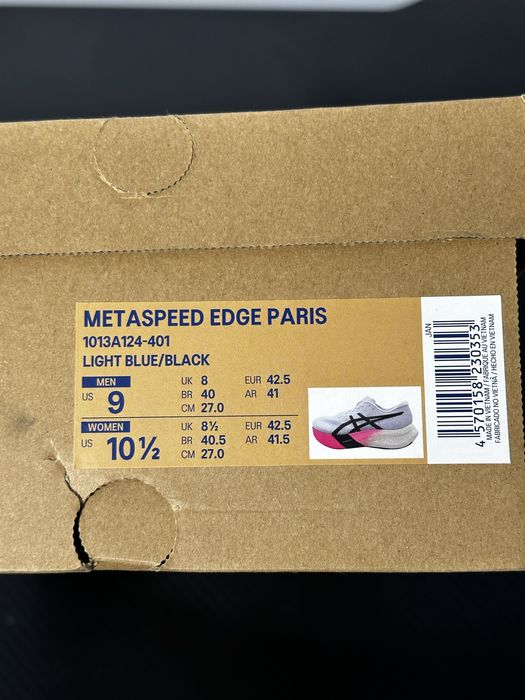 METASPEED EDGE PARIS
1013A124-401
LIGHT BLUE/BLACK
MEN
US 9
UK 8 EUR 42.5
BR 40 AR 41
CM 27.0
WOMEN
US 10½
UK 8½ EUR 42.5
BR 40.5 AR 41.5
CM 27.0
JAN
4 570158 230353
MADE IN VIETNAM / FABRIQUÉ AU VIETNAM
FABRICADO NO VIETNÃ / HECHO EN VIETNAM